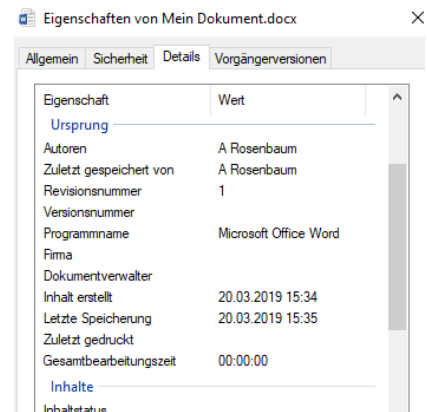 Eigenschaften von Mein Dokument.docx
Allgemein Sicherheit Details Vorgängerversionen
Eigenschaft Wert
Ursprung
Autoren A Rosenbaum
Zuletzt gespeichert von A Rosenbaum
Revisionsnummer 1
Versionsnummer
Programmname Microsoft Office Word
Firma
Dokumentverwalter
Inhalt erstellt 20.03.2019 15:34
Letzte Speicherung 20.03.2019 15:35
Zuletzt gedruckt
Gesamtbearbeitungszeit 00:00:00
Inhalte
Inhaltstatus